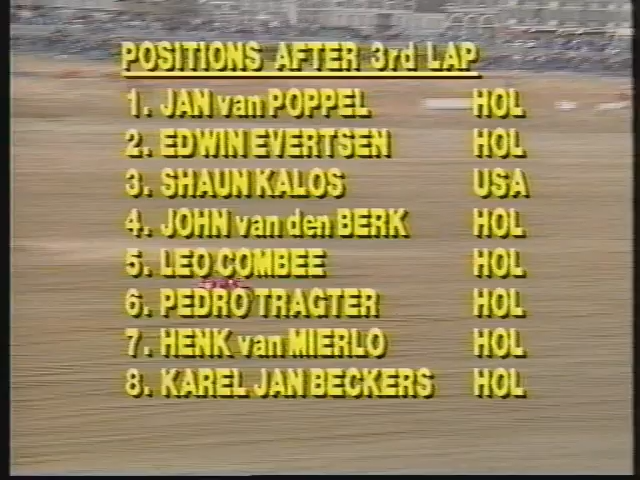 POSITIONS AFTER 3rd LAP
1. JAN van POPPEL HOL
2. EDWIN EVERTSEN HOL
3. SHAUN KALOS USA
4. JOHN van den BERK HOL
5. LEO COMBEE HOL
6. PEDRO TRAGTER HOL
7. HENK van MIERLO HOL
8. KAREL JAN BECKERS HOL